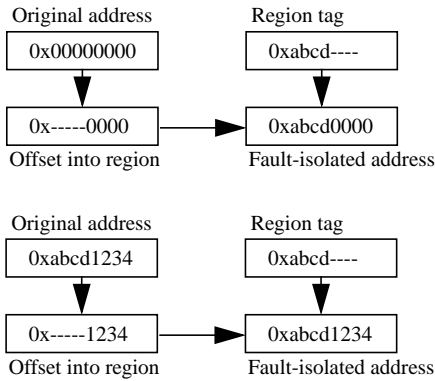 Original address Region tag
0x00000000 0xabcd----
0x-----0000 0xabcd0000
Offset into region Fault-isolated address
Original address Region tag
0xabcd1234 0xabcd----
0x-----1234 0xabcd1234
Offset into region Fault-isolated address